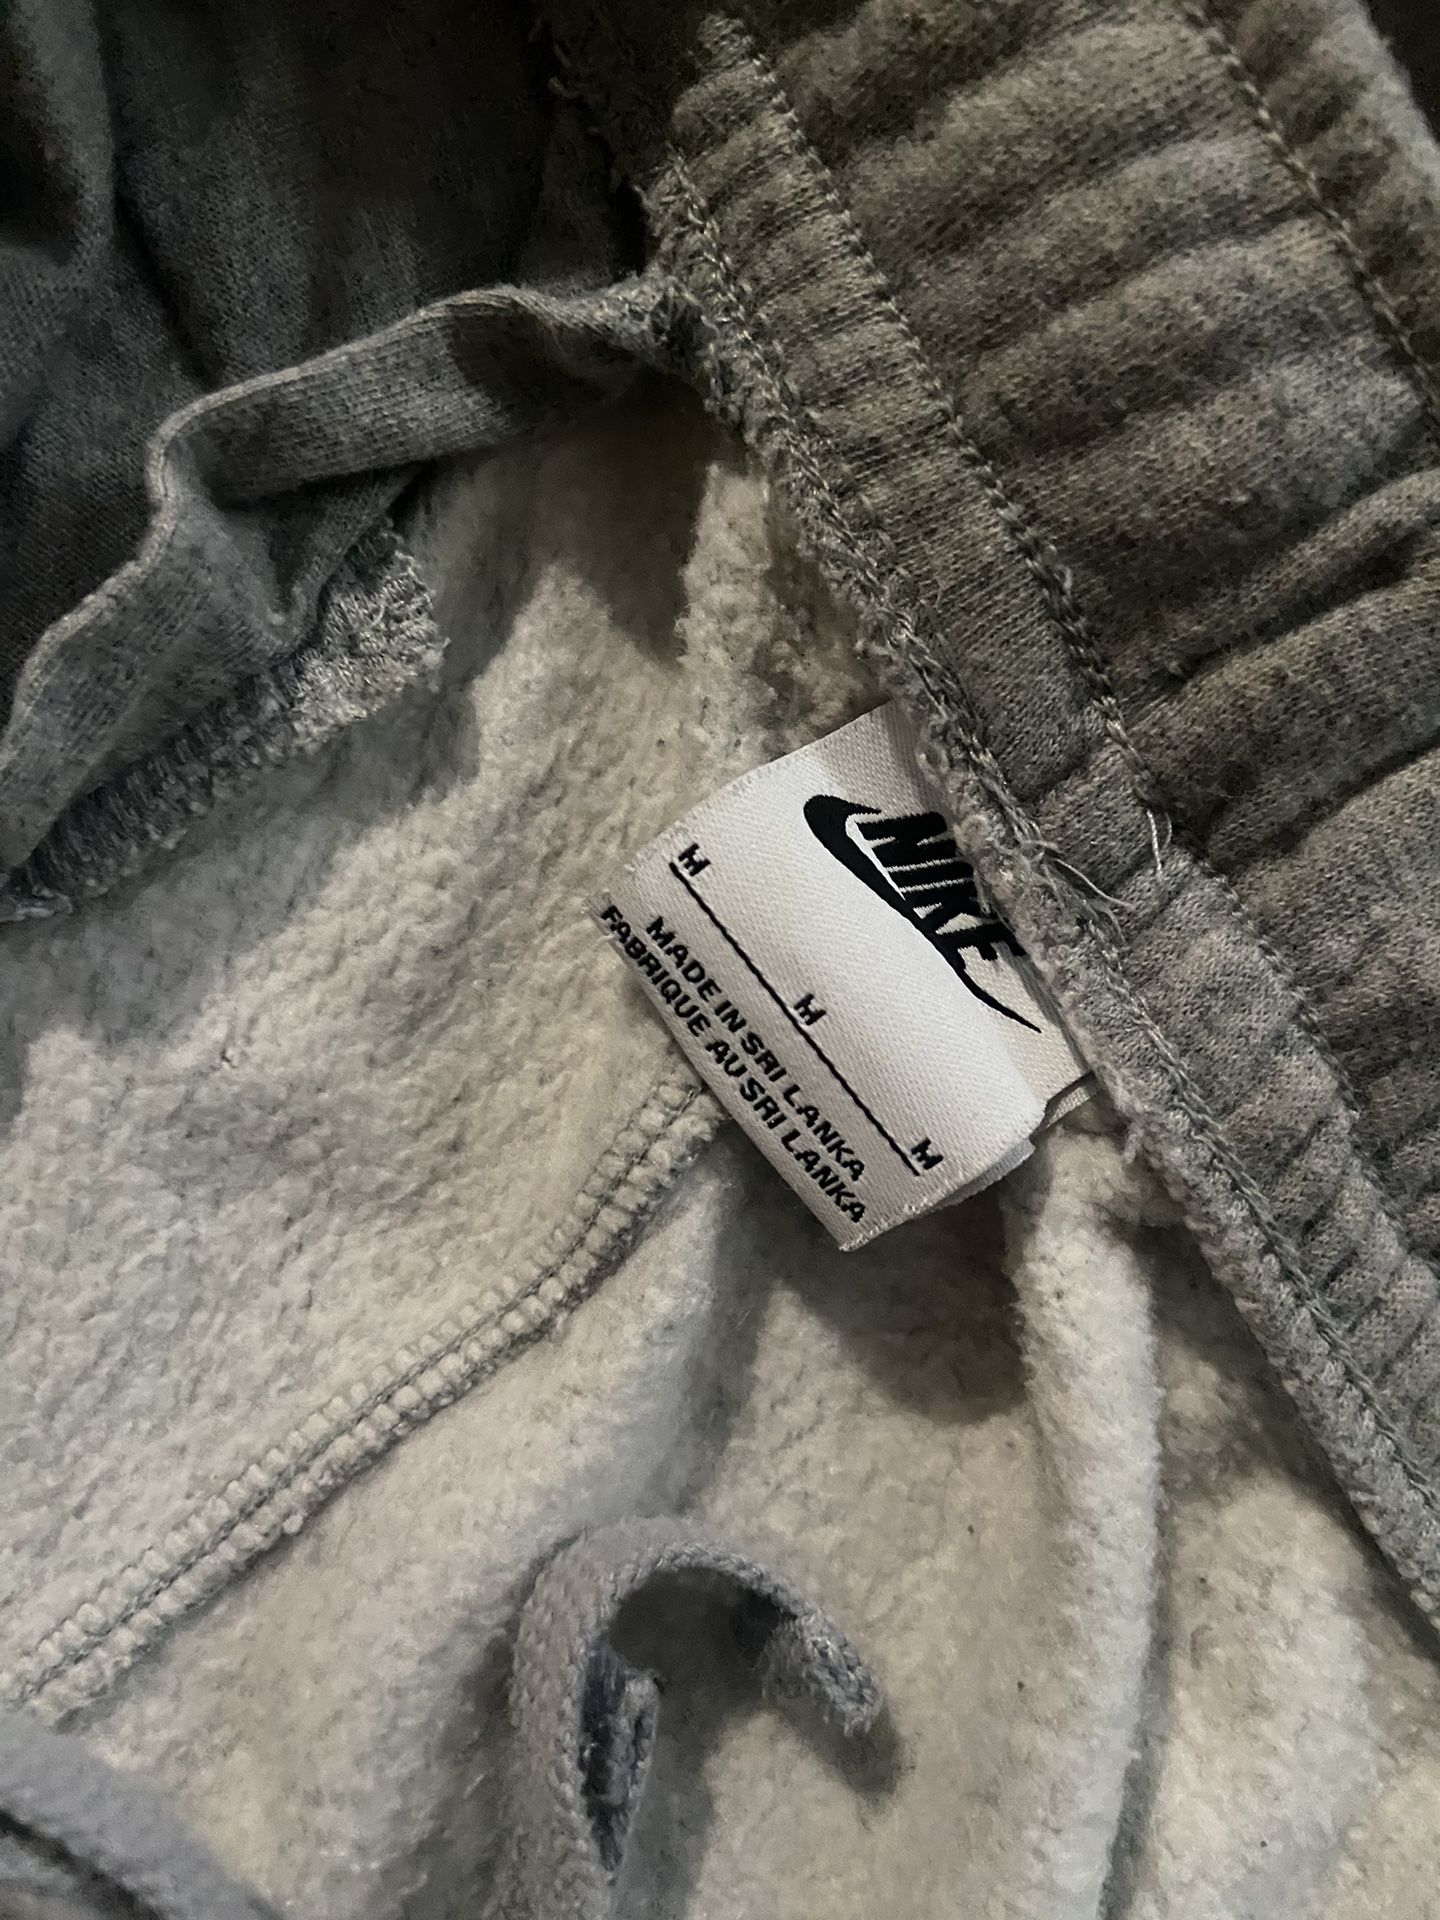 NIKE
M M M
MADE IN SRI LANKA
FABRIQUE AU SRI LANKA